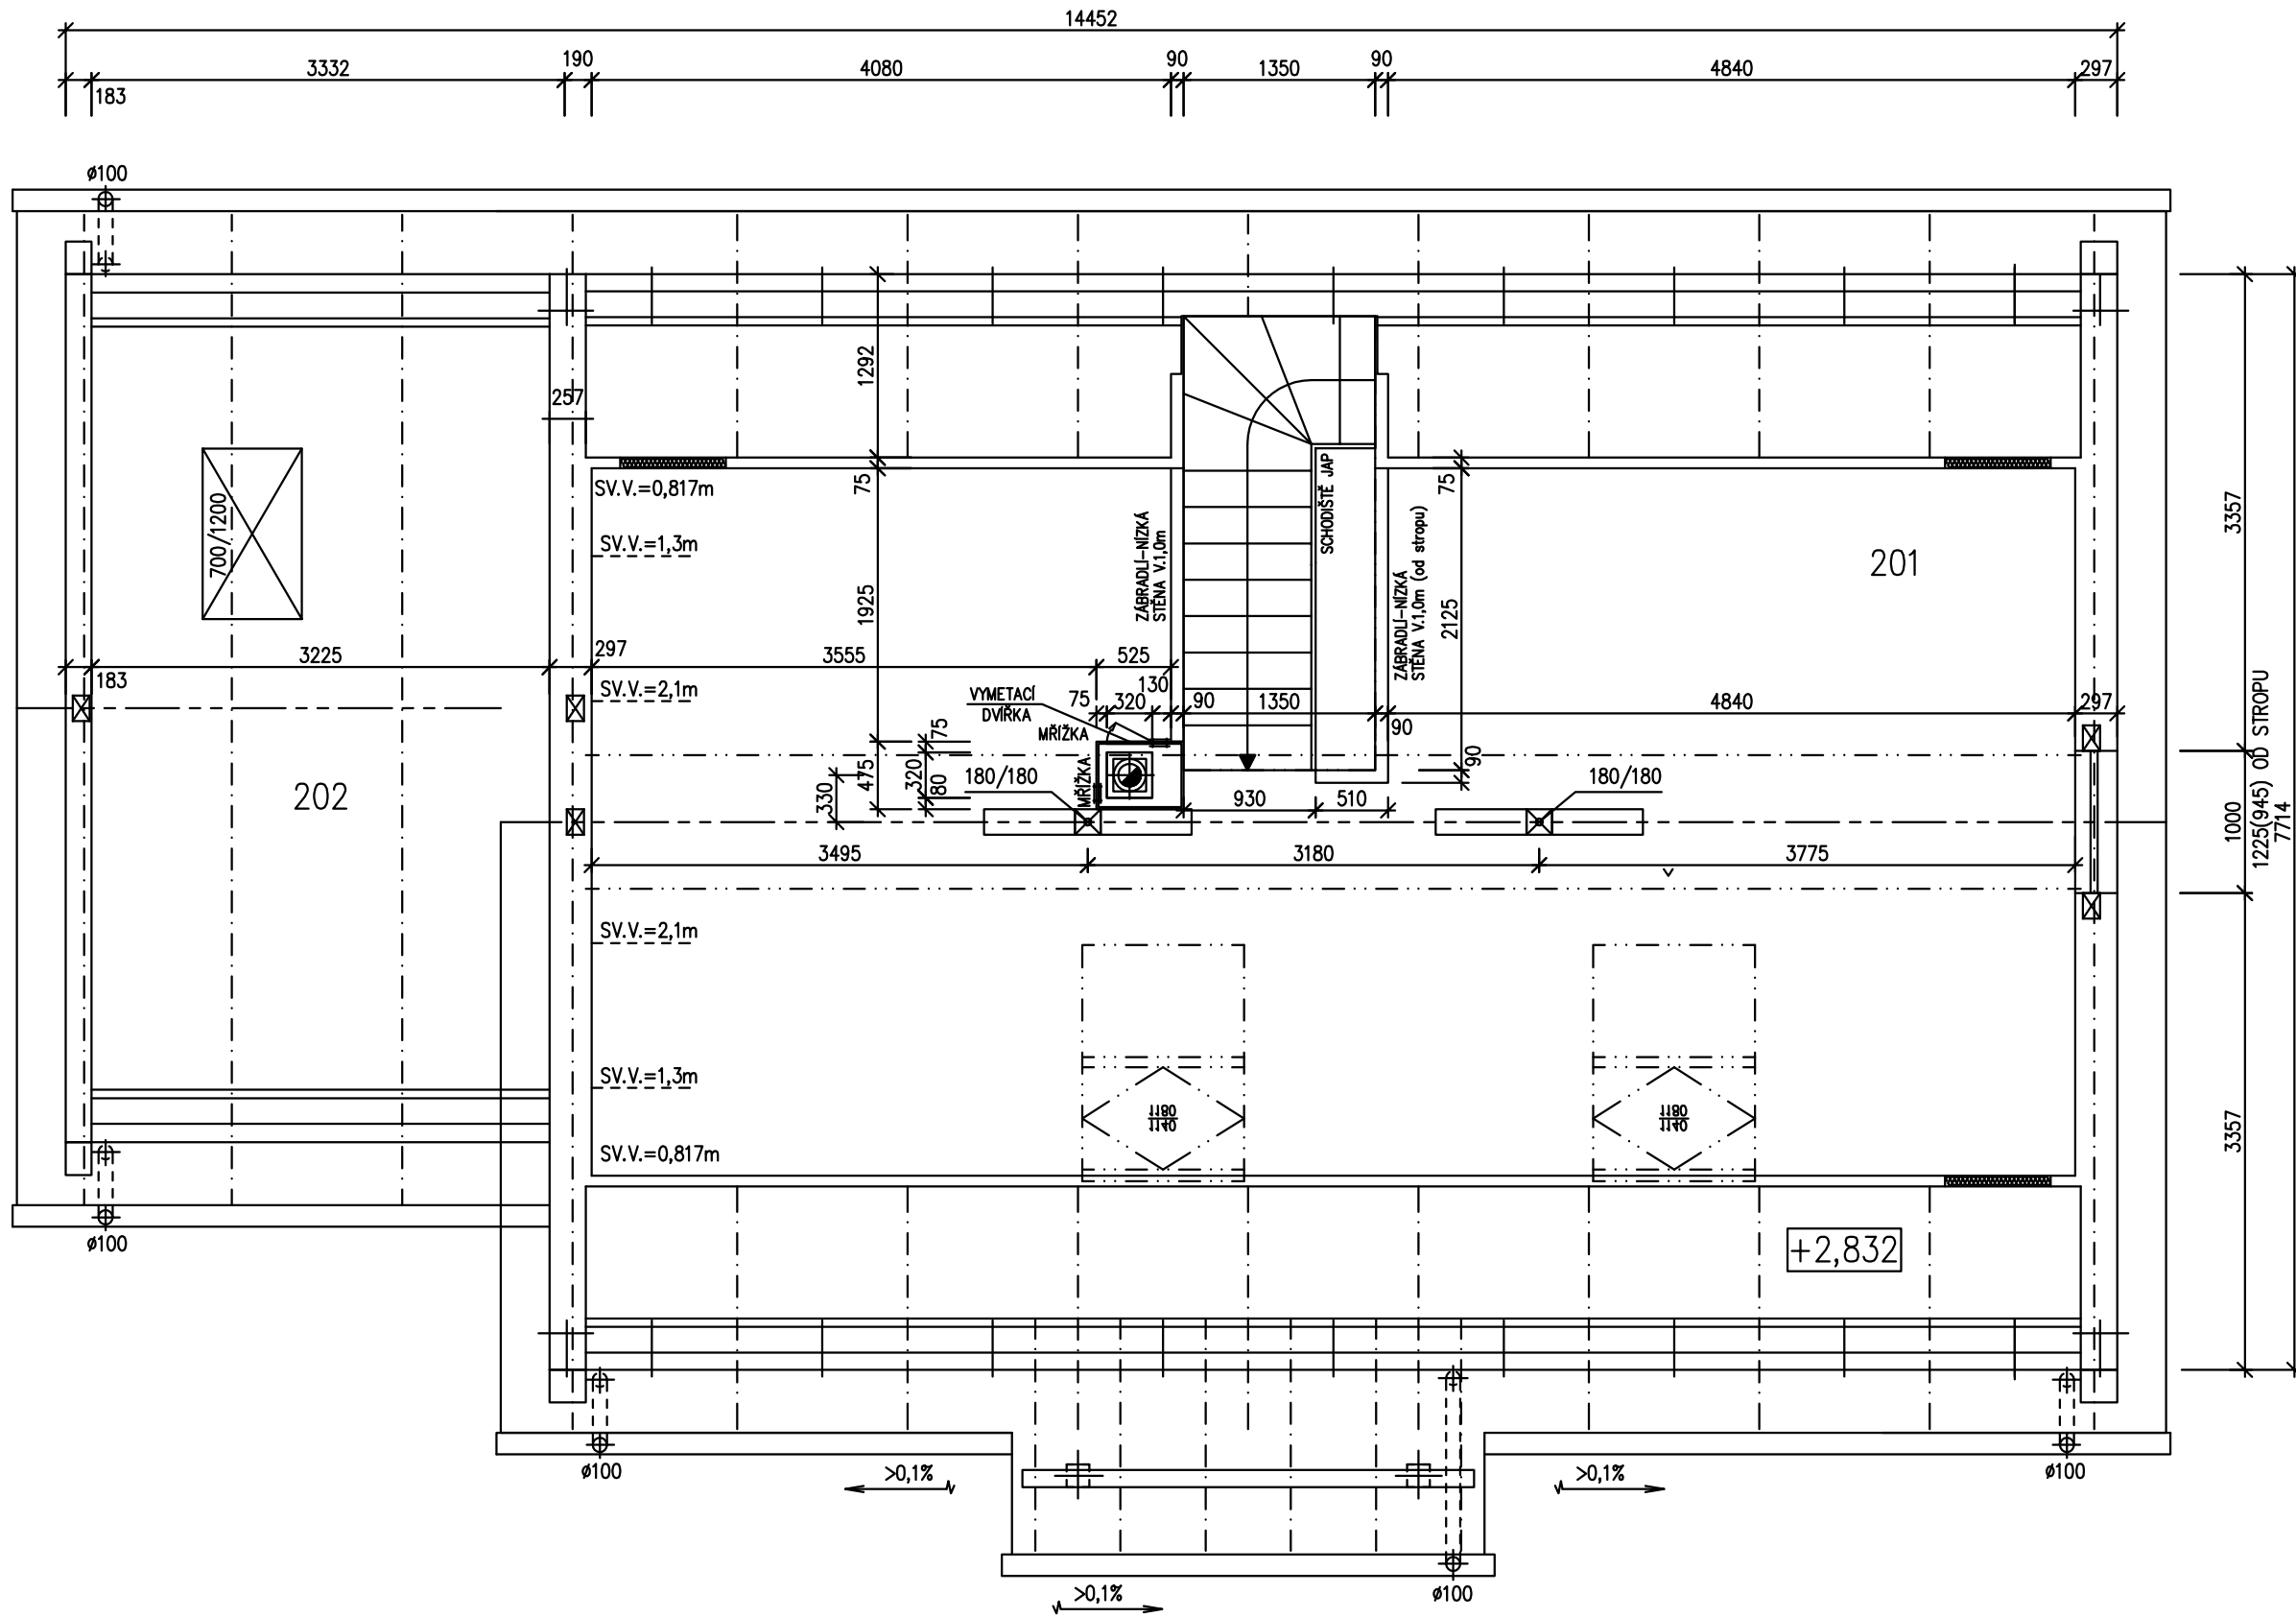 14452
3332
190
4080
90
1350
90
4840
297
183
ø100
1292
257
75
75
SV.V.=0,817m
SV.V.=1,3m
700/1200
ZÁBRADLÍ-NÍZKÁ
STĚNA V.1,0m
SCHODIŠTĚ JAP
ZÁBRADLÍ-NÍZKÁ
STĚNA V.1,0m (od stropu)
201
3357
1925
2125
3225
183
297
3555
525
SV.V.=2,1m
VYMETACÍ
DVÍŘKA
MŘÍŽKA
75
320
130
90
1350
90
4840
297
75
475
320
80
330
MŘÍŽKA
180/180
180/180
90
930
510
202
1000
1225(945) OD STROPU
7714
3495
3180
3775
SV.V.=2,1m
SV.V.=1,3m
1180
1140
1180
1140
SV.V.=0,817m
3357
+2,832
ø100
ø100
>0,1%
>0,1%
ø100
>0,1%
ø100